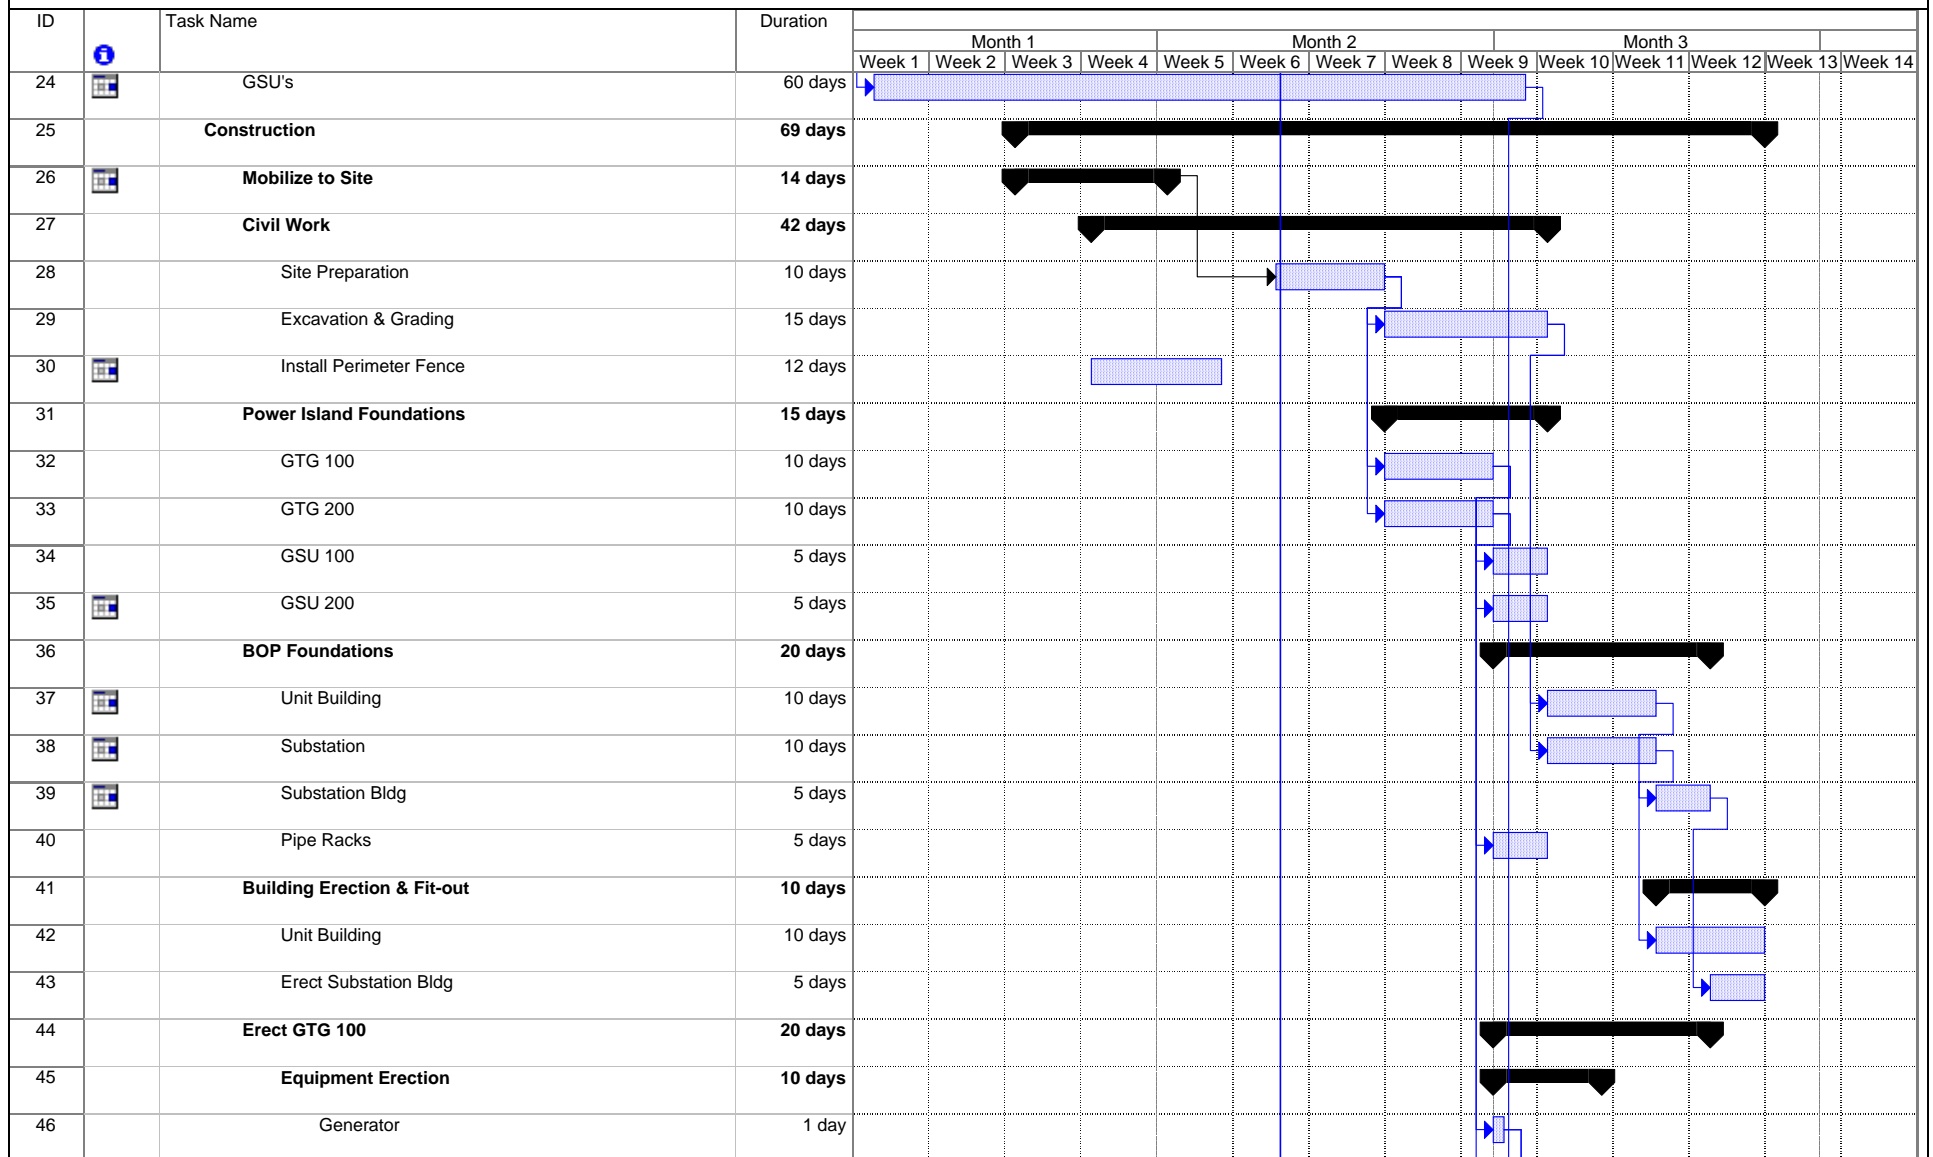 ID Task Name Duration
Month 1 Month 2 Month 3
Week 1 Week 2 Week 3 Week 4 Week 5 Week 6 Week 7 Week 8 Week 9 Week 10 Week 11 Week 12 Week 13 Week 14
24 GSU's 60 days
25 Construction 69 days
26 Mobilize to Site 14 days
27 Civil Work 42 days
28 Site Preparation 10 days
29 Excavation & Grading 15 days
30 Install Perimeter Fence 12 days
31 Power Island Foundations 15 days
32 GTG 100 10 days
33 GTG 200 10 days
34 GSU 100 5 days
35 GSU 200 5 days
36 BOP Foundations 20 days
37 Unit Building 10 days
38 Substation 10 days
39 Substation Bldg 5 days
40 Pipe Racks 5 days
41 Building Erection & Fit-out 10 days
42 Unit Building 10 days
43 Erect Substation Bldg 5 days
44 Erect GTG 100 20 days
45 Equipment Erection 10 days
46 Generator 1 day